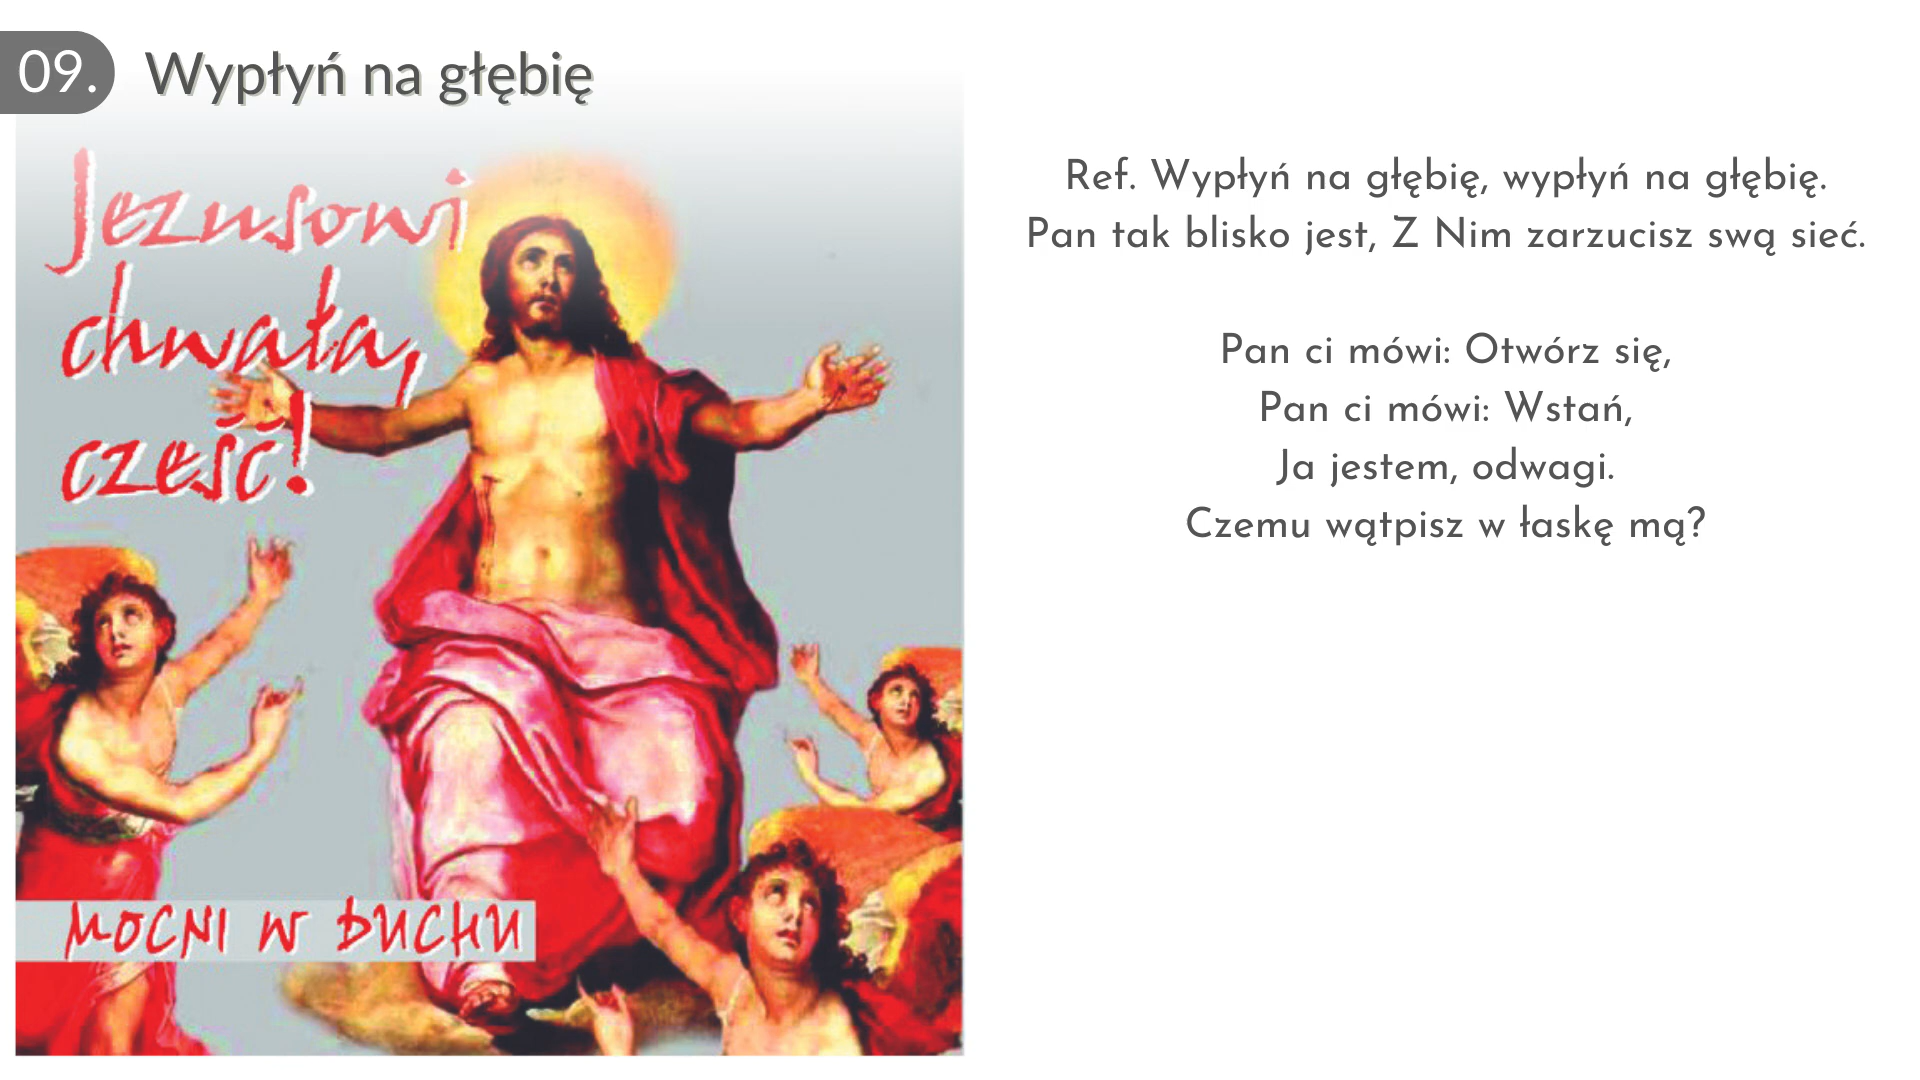 09. Wypłyń na głębię
Jezusowi
chwała,
cześć!
MOCNI W DUCHU
Ref. Wypłyń na głębię, wypłyń na głębię.
Pan tak blisko jest, Z Nim zarzucisz swą sieć.
Pan ci mówi: Otwórz się,
Pan ci mówi: Wstań,
Ja jestem, odwagi.
Czemu wątpisz w łaskę mą?